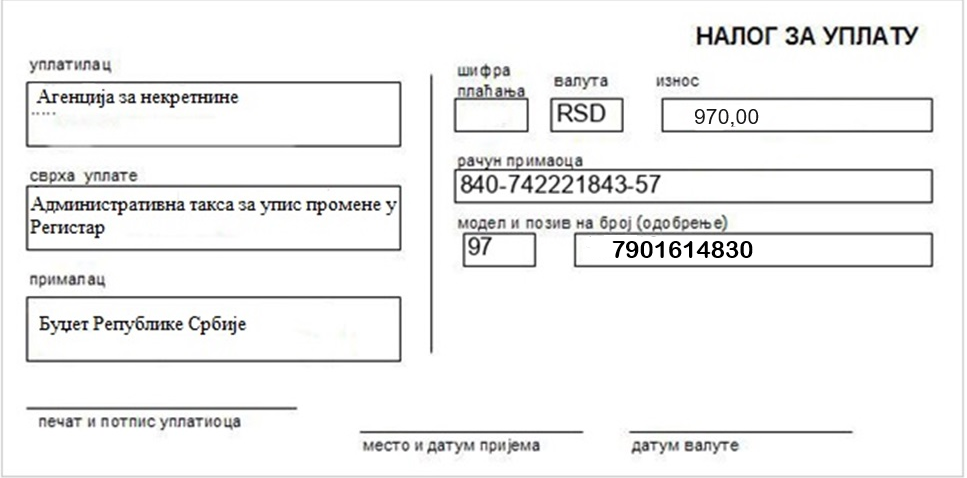 НАЛОГ ЗА УПЛАТУ
уплатилац
Агенција за некретнине
.....
сврха уплате
Административна такса за упис промене у
Регистар
прималац
Буџет Републике Србије
печат и потпис уплатиоца
шифра
плаћања
валута
износ
RSD
970,00
рачун примаоца
840-742221843-57
модел и позив на број (одобрење)
97
7901614830
место и датум пријема
датум валуте